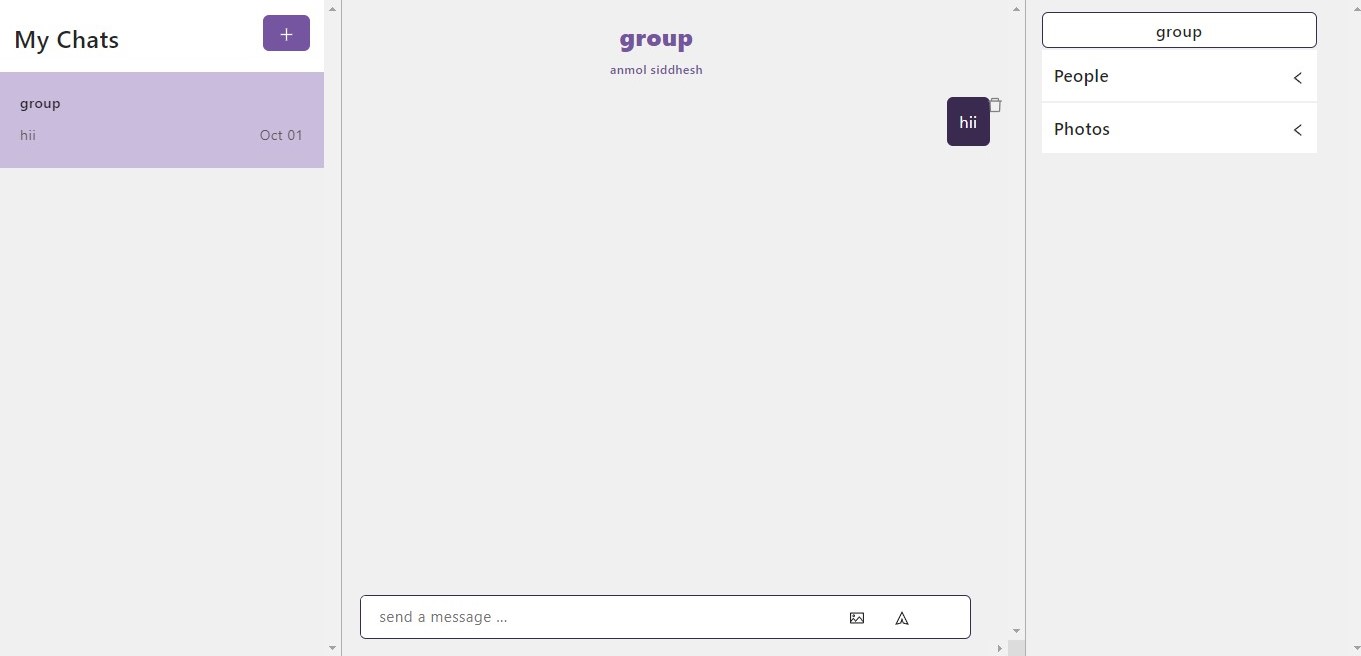 My Chats
+
group
hii
Oct 01
group
anmol siddhesh
hii
send a message ...
group
People
Photos